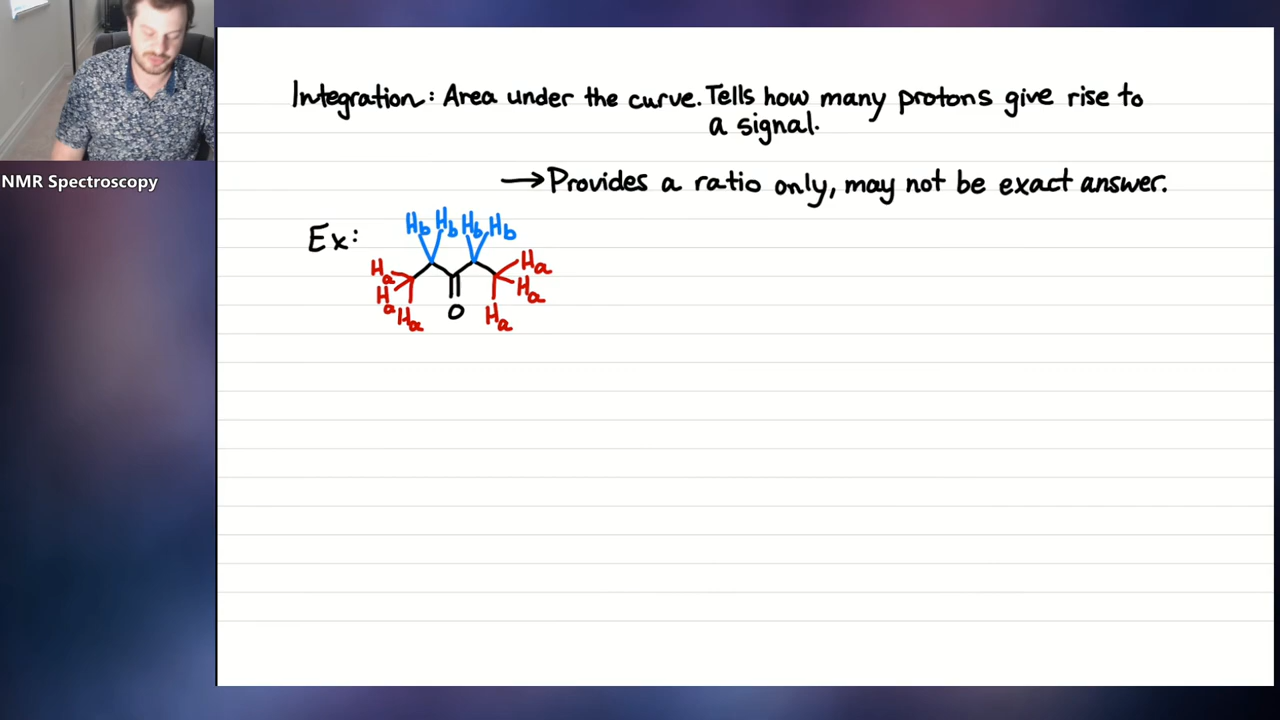 Integration: Area under the curve. Tells how many protons give rise to
a signal.
→ Provides a ratio only, may not be exact answer.
NMR Spectroscopy
Ex:
Hb Hb Hb Hb
Ha Ha
Ha Ha
Ha O Ha